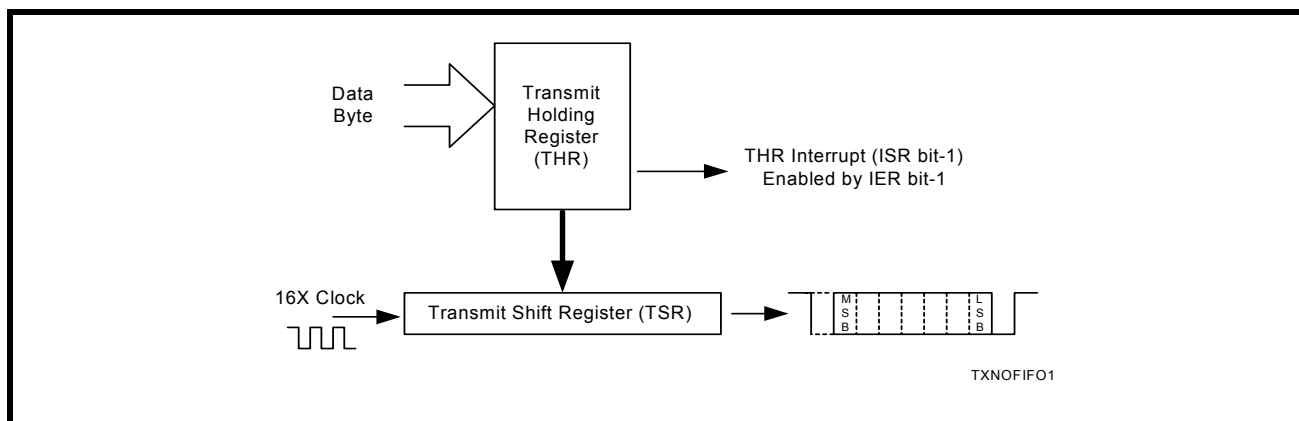 Data
Byte
Transmit
Holding
Register
(THR)
THR Interrupt (ISR bit-1)
Enabled by IER bit-1
16X Clock
Transmit Shift Register (TSR)
M
S
B
L
S
B
TXNOFIFO1